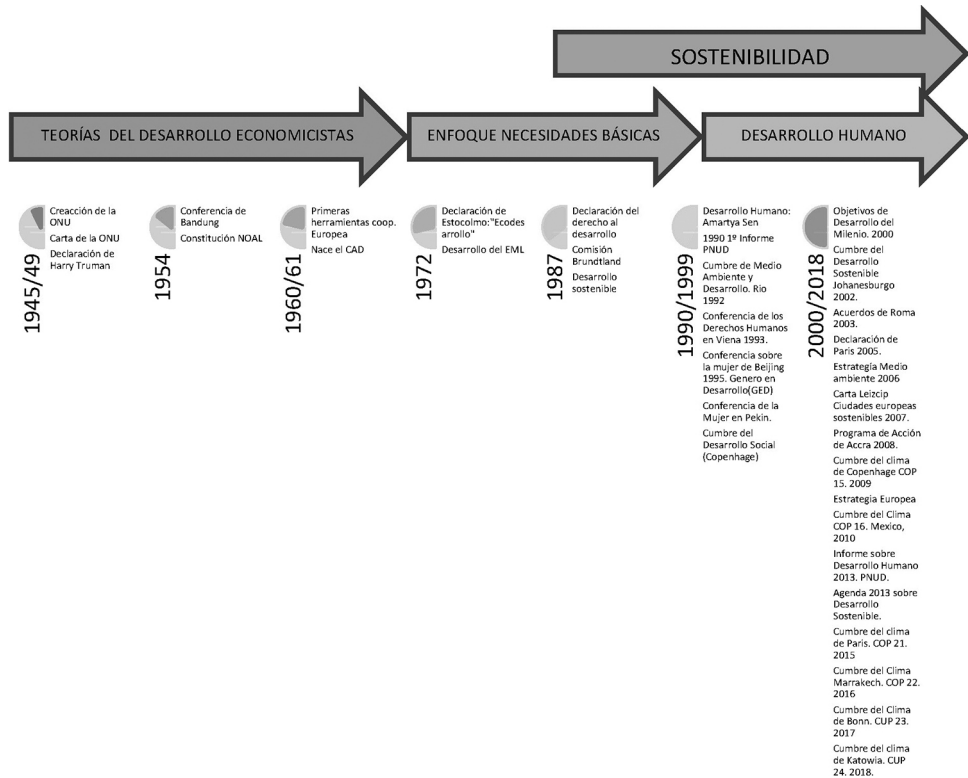 SOSTENIBILIDAD
TEORÍAS DEL DESARROLLO ECONOMICISTAS
ENFOQUE NECESIDADES BÁSICAS
DESARROLLO HUMANO
1945/49
Creacción de la
ONU
Carta de la ONU
Declaración de
Harry Truman
1954
Conferencia de
Bandung
Constitución NOAL
1960/61
Primeras
herramientas coop.
Europea
Nace el CAD
1972
Declaración de
Estocolmo:"Ecodes
arrollo"
Desarrollo del EML
1987
Declaración del
derecho al
desarrollo
Comisión
Brundtland
Desarrollo
sostenible
1990/1999
Desarrollo Humano:
Amartya Sen
1990 1º Informe
PNUD
Cumbre de Medio
Ambiente y
Desarrollo. Rio
1992
Conferencia de los
Derechos Humanos
en Viena 1993.
Conferencia sobre
la mujer de Beijing
1995. Genero en
Desarrollo(GED)
Conferencia de la
Mujer en Pekin.
Cumbre del
Desarrollo Social
(Copenhage)
2000/2018
Objetivos de
Desarrollo del
Milenio. 2000
Cumbre del
Desarrollo
Sostenible
Johanesburgo
2002.
Acuerdos de Roma
2003.
Declaración de
Paris 2005.
Estrategía Medio
ambiente 2006
Carta Leizcip
Ciudades europeas
sostenibles 2007.
Programa de Acción
de Accra 2008.
Cumbre del clima
de Copenhage COP
15. 2009
Estrategia Europea
Cumbre del Clima
COP 16. Mexico,
2010
Informe sobre
Desarrollo Humano
2013. PNUD.
Agenda 2013 sobre
Desarrollo
Sostenible.
Cumbre del clima
de Paris. COP 21.
2015
Cumbre del Clima
Marrakech. COP 22.
2016
Cumbre del Clima
de Bonn. CUP 23.
2017
Cumbre del clima
de Katowia. CUP
24. 2018.